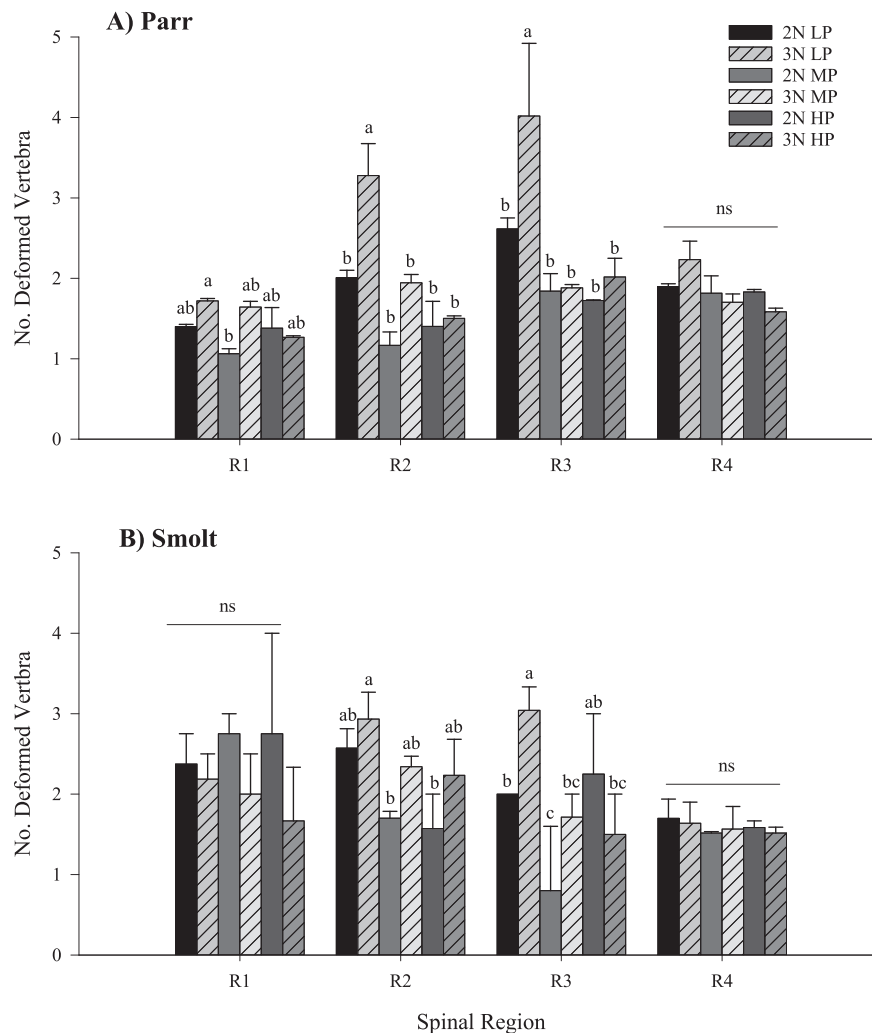 A) Parr
2N LP
3N LP
2N MP
3N MP
2N HP
3N HP
No. Deformed Vertebra
5
4
3
2
1
0
ab
a
b
ab
ab
ab
b
a
b
b
b
b
b
a
b
b
b
b
ns
R1
R2
R3
R4
B) Smolt
No. Deformed Vertbra
5
4
3
2
1
0
ns
ab
a
b
ab
b
ab
b
a
c
bc
ab
bc
ns
R1
R2
R3
R4
Spinal Region